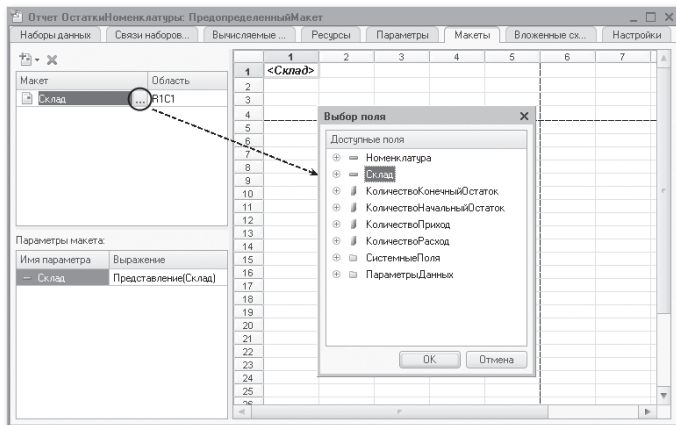 Отчет ОстаткиНоменклатуры: ПредопределенныйМакет
Наборы данных Связи наборов... Вычисляемые ... Ресурсы Параметры Макеты Вложенные сх... Настройки
Макет Область
Склад ... R1C1
Параметры макета:
Имя параметра Выражение
Склад Представление(Склад)
1 2 3 4 5 6 7
1 <Склад>
2
3
4
5
6
7
8
9
10
11
12
13
14
15
16
17
18
19
20
21
22
23
24
25
26
Выбор поля
Доступные поля
Номенклатура
Склад
КоличествоКонечныйОстаток
КоличествоНачальныйОстаток
КоличествоПриход
КоличествоРасход
СистемныеПоля
ПараметрыДанных
OK Отмена